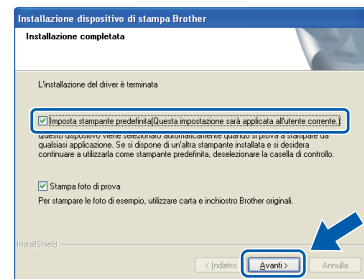 Installazione dispositivo di stampa Brother
Installazione completata
L'installazione del driver è terminata
Imposta stampante predefinita(Questa impostazione sarà applicata all'utente corrente.)
questo dispositivo viene selezionato automaticamente quando si prova a stampare da
qualsiasi applicazione. Se si dispone di un'altra stampante installata e si desidera
continuare a utilizzarla come stampante predefinita, deselezionare la casella di controllo.
Stampa foto di prova
Per stampare le foto di esempio, utilizzare carta e inchiostro Brother originali.
InstallShield
< Indietro
Avanti >
Annulla